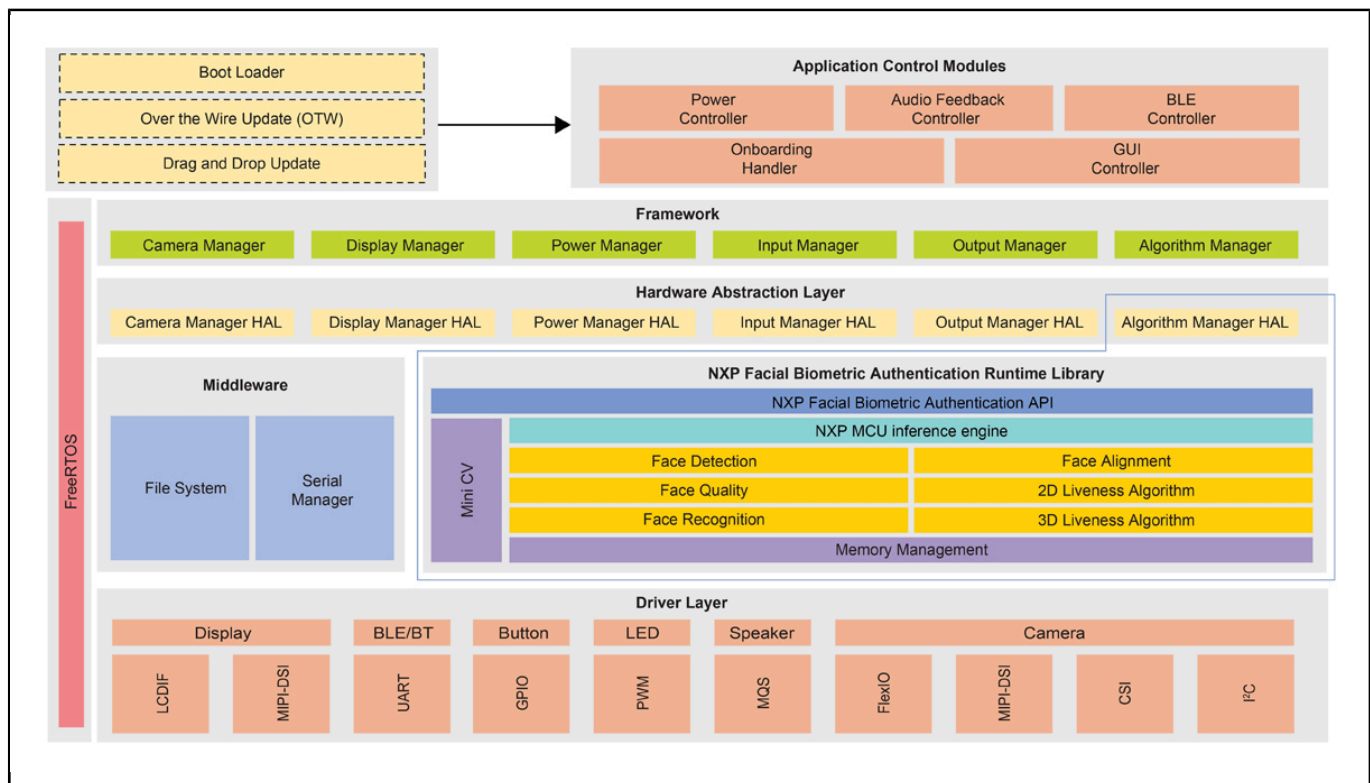 Boot Loader
Over the Wire Update (OTW)
Drag and Drop Update
Application Control Modules
Power
Controller
Audio Feedback
Controller
BLE
Controller
Onboarding
Handler
GUI
Controller
FreeRTOS
Framework
Camera Manager
Display Manager
Power Manager
Input Manager
Output Manager
Algorithm Manager
Hardware Abstraction Layer
Camera Manager HAL
Display Manager HAL
Power Manager HAL
Input Manager HAL
Output Manager HAL
Algorithm Manager HAL
Middleware
File System
Serial
Manager
NXP Facial Biometric Authentication Runtime Library
NXP Facial Biometric Authentication API
Mini CV
NXP MCU inference engine
Face Detection
Face Alignment
Face Quality
2D Liveness Algorithm
Face Recognition
3D Liveness Algorithm
Memory Management
Driver Layer
Display
BLE/BT
Button
LED
Speaker
Camera
LCDIF
MIPI-DSI
UART
GPIO
PWM
MQS
FlexIO
MIPI-DSI
CSI
I²C